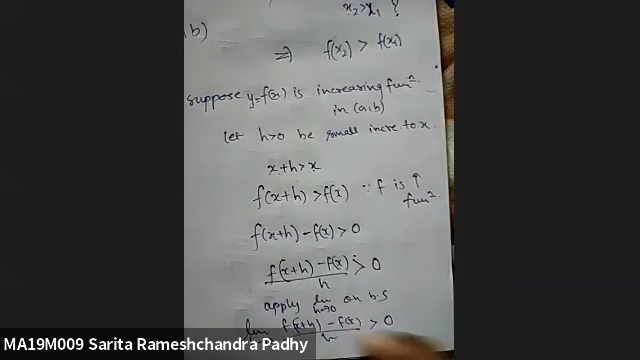 x₂>x₁ ?
,b)
⇒ f(x₂) > f(x₁)
suppose y=f(x) is increasing funⁿ.
in (a,b)
let h>0 be small incre to x.
x+h>x
f(x+h) > f(x) ∵ f is ↑
funⁿ.
f(x+h) - f(x) > 0
f(x+h) - f(x) / h > 0
apply lim h→0 on b.s
lim f(x+h) - f(x) / h > 0
MA19M009 Sarita Rameshchandra Padhy